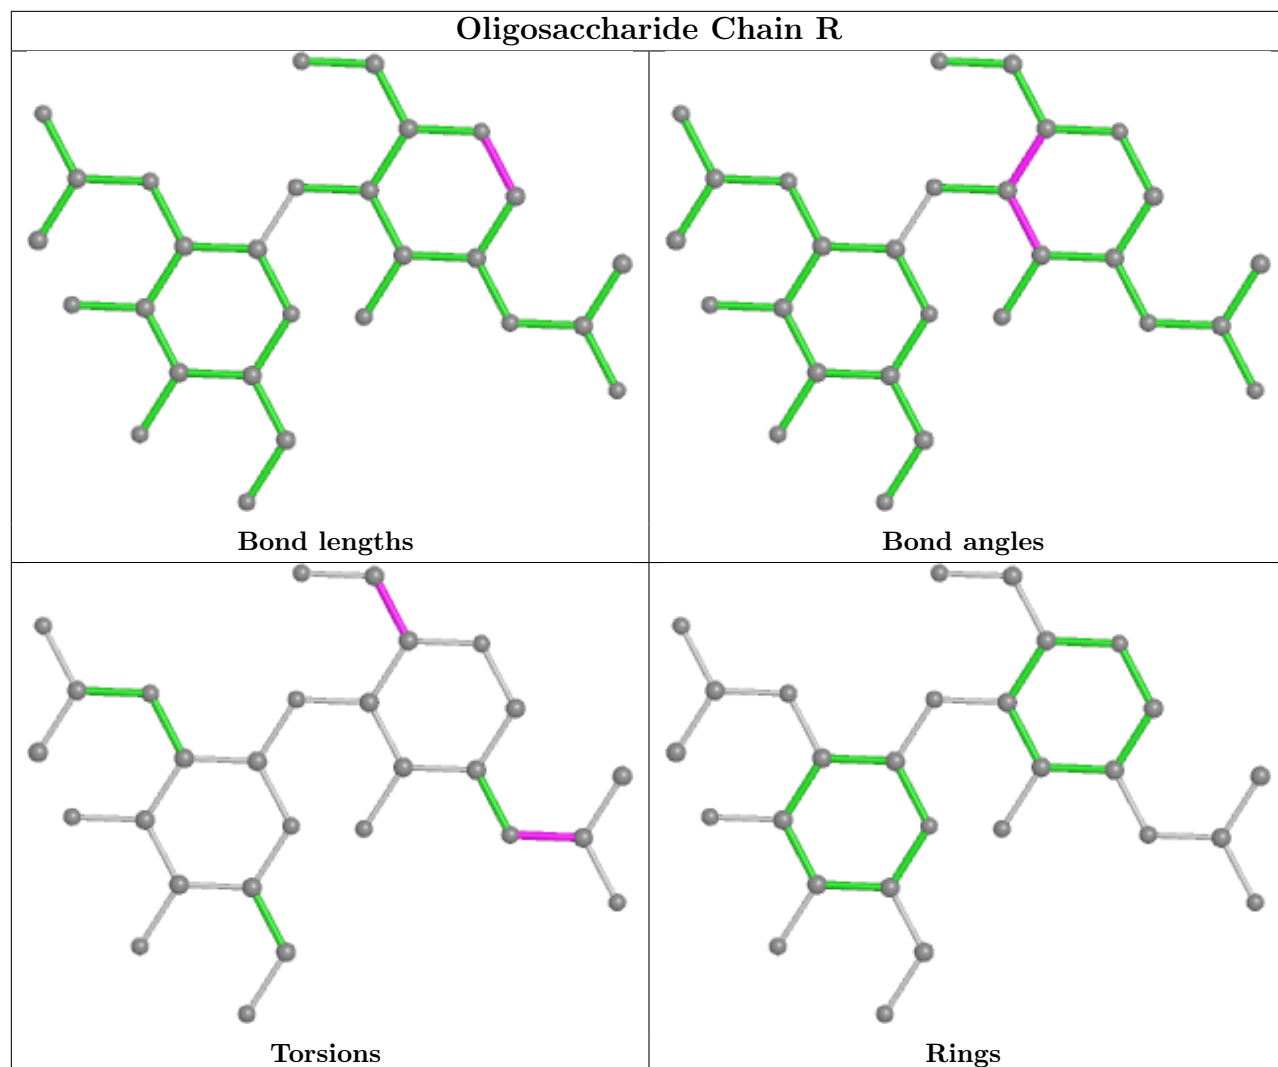 Oligosaccharide Chain R
Bond lengths
Bond angles
Torsions
Rings